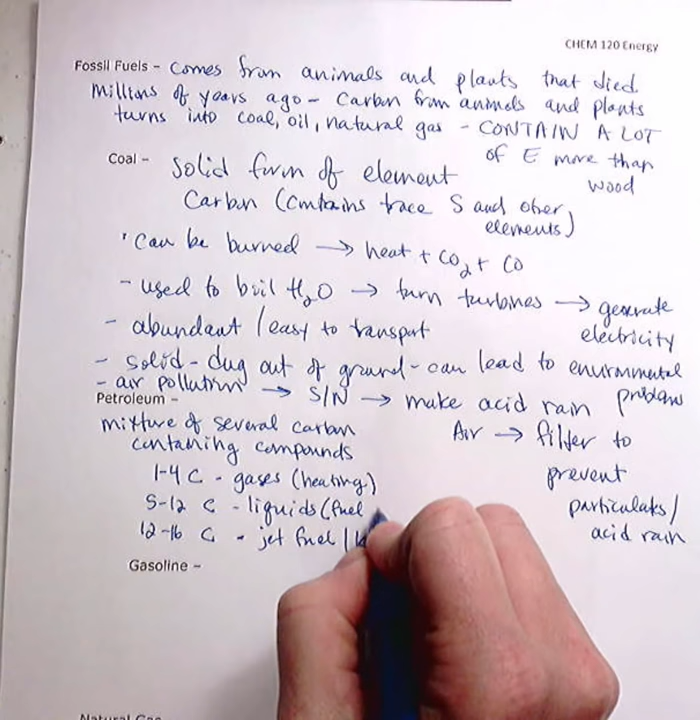 CHEM 120 Energy
Fossil Fuels - comes from animals and plants that died
millions of years ago - Carbon from animals and plants
turns into coal, oil, natural gas - CONTAIN A LOT
of E more than
wood
Coal - solid form of element
Carbon (contains trace S and other
elements)
· Can be burned → heat + CO2 + CO
- used to boil H2O → turn turbines → generate
electricity
- abundant / easy to transport
- solid - dug out of ground - can lead to environmental
problems
- air pollution → S/N → make acid rain
Petroleum -
mixture of several carbon
containing compounds
1-4 C - gases (heating)
5-12 C - liquids (fuel
12-16 C - jet fuel /
Air → filter to
prevent
particulates/
acid rain
Gasoline -
Natural Gas